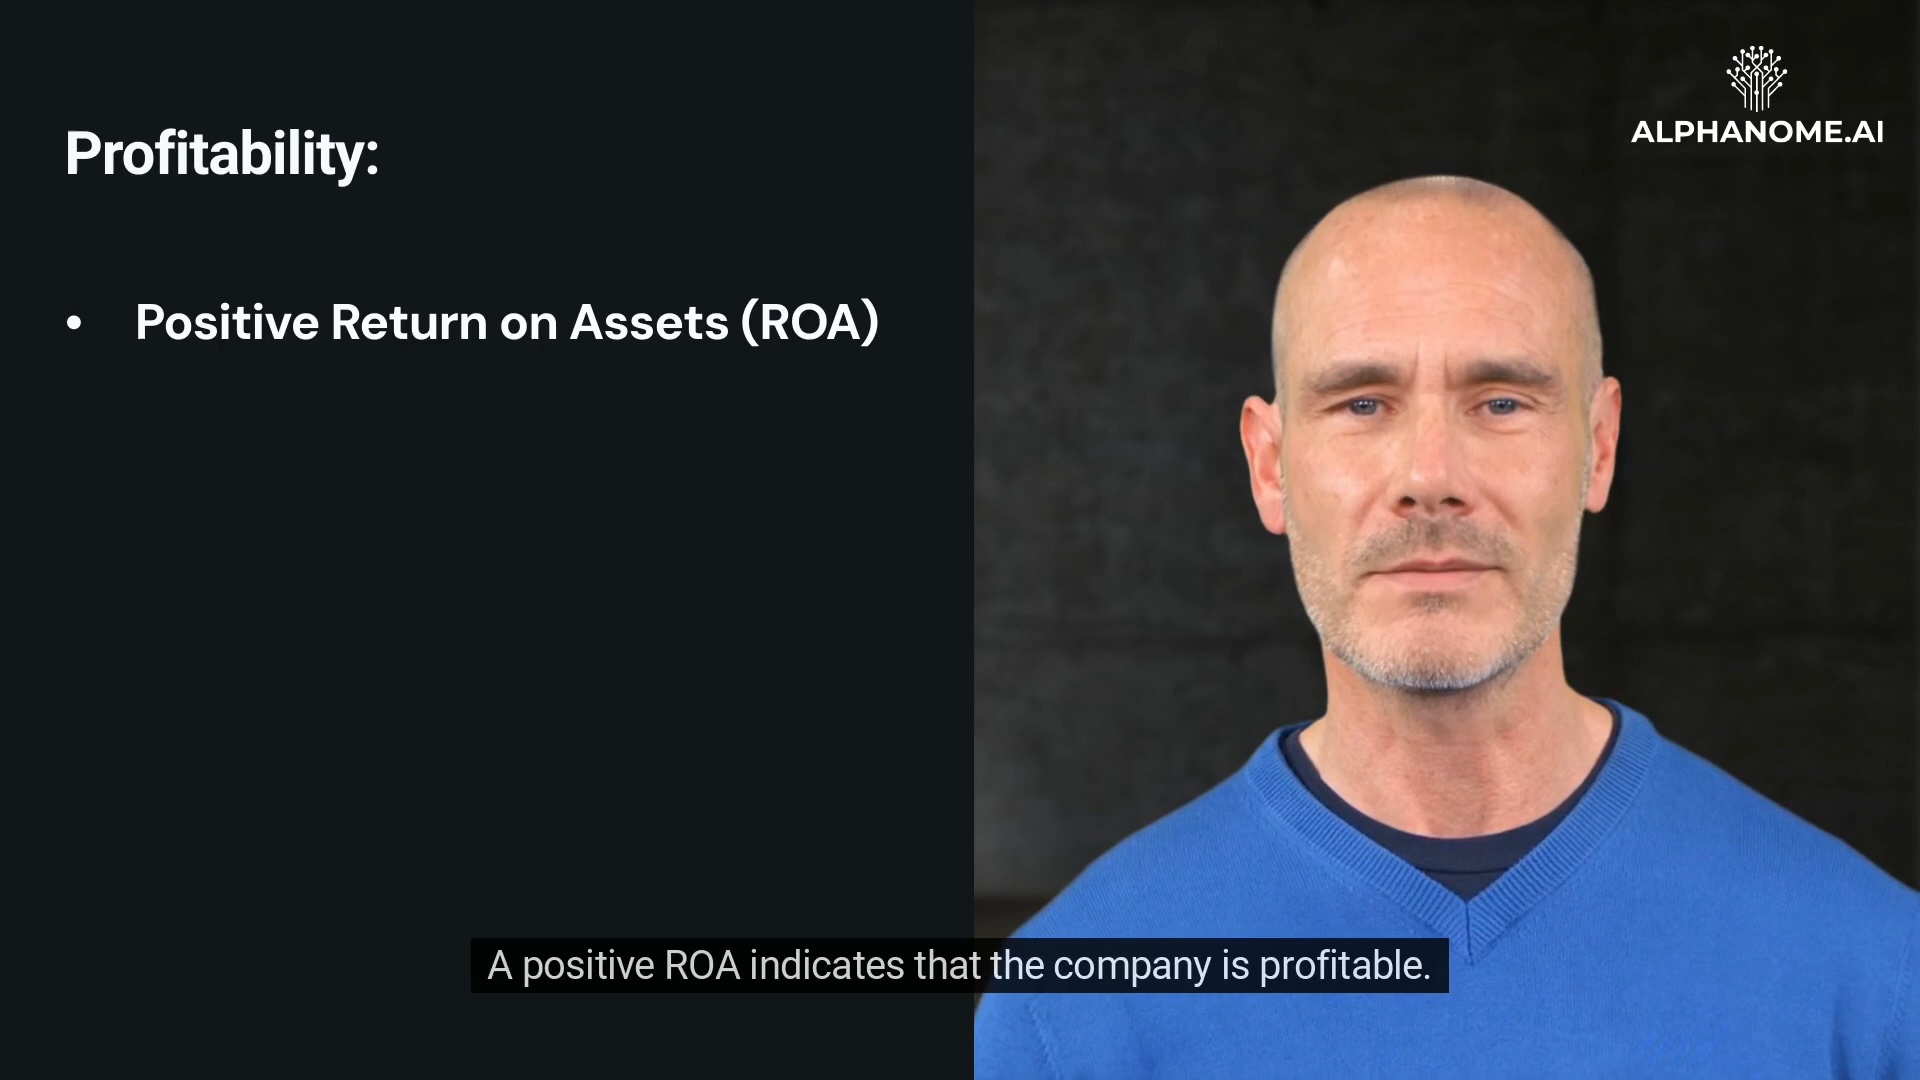 Profitability:
• Positive Return on Assets (ROA)
ALPHANOME.AI
A positive ROA indicates that the company is profitable.